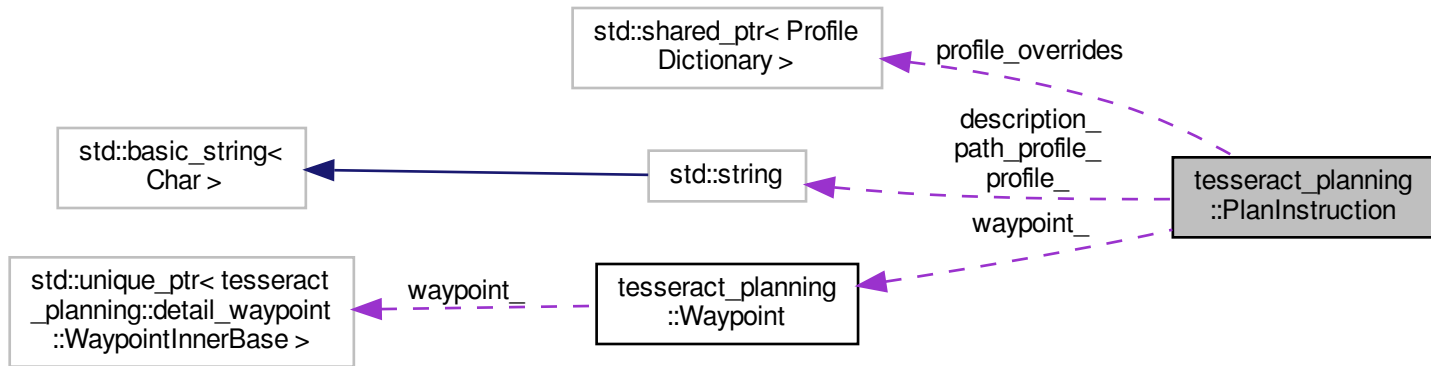 std::shared_ptr< Profile
Dictionary >
profile_overrides
std::basic_string<
Char >
std::string
description_
path_profile_
profile_
tesseract_planning
::PlanInstruction
waypoint_
std::unique_ptr< tesseract
_planning::detail_waypoint
::WaypointInnerBase >
waypoint_
tesseract_planning
::Waypoint